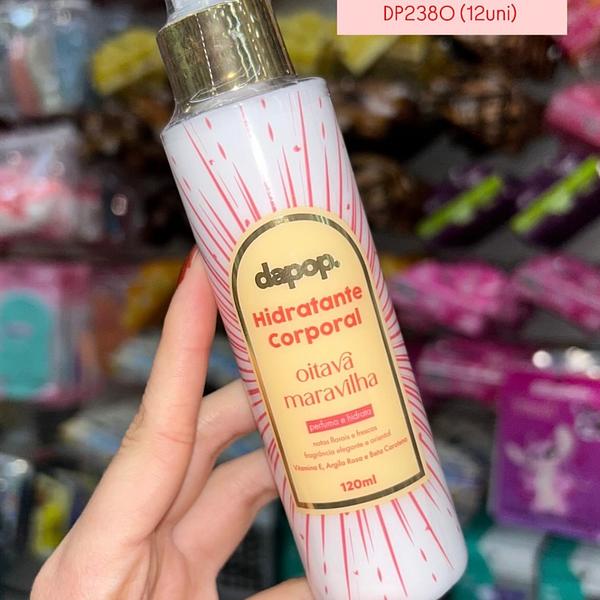 DP2380 (12uni)
dapop.
Hidratante
Corporal
oitava
maravilha
perfuma e hidrata
notas florais e frescas
fragrância elegante e oriental
Vitamina E, Argila Rosa e Beta Caroteno
120ml